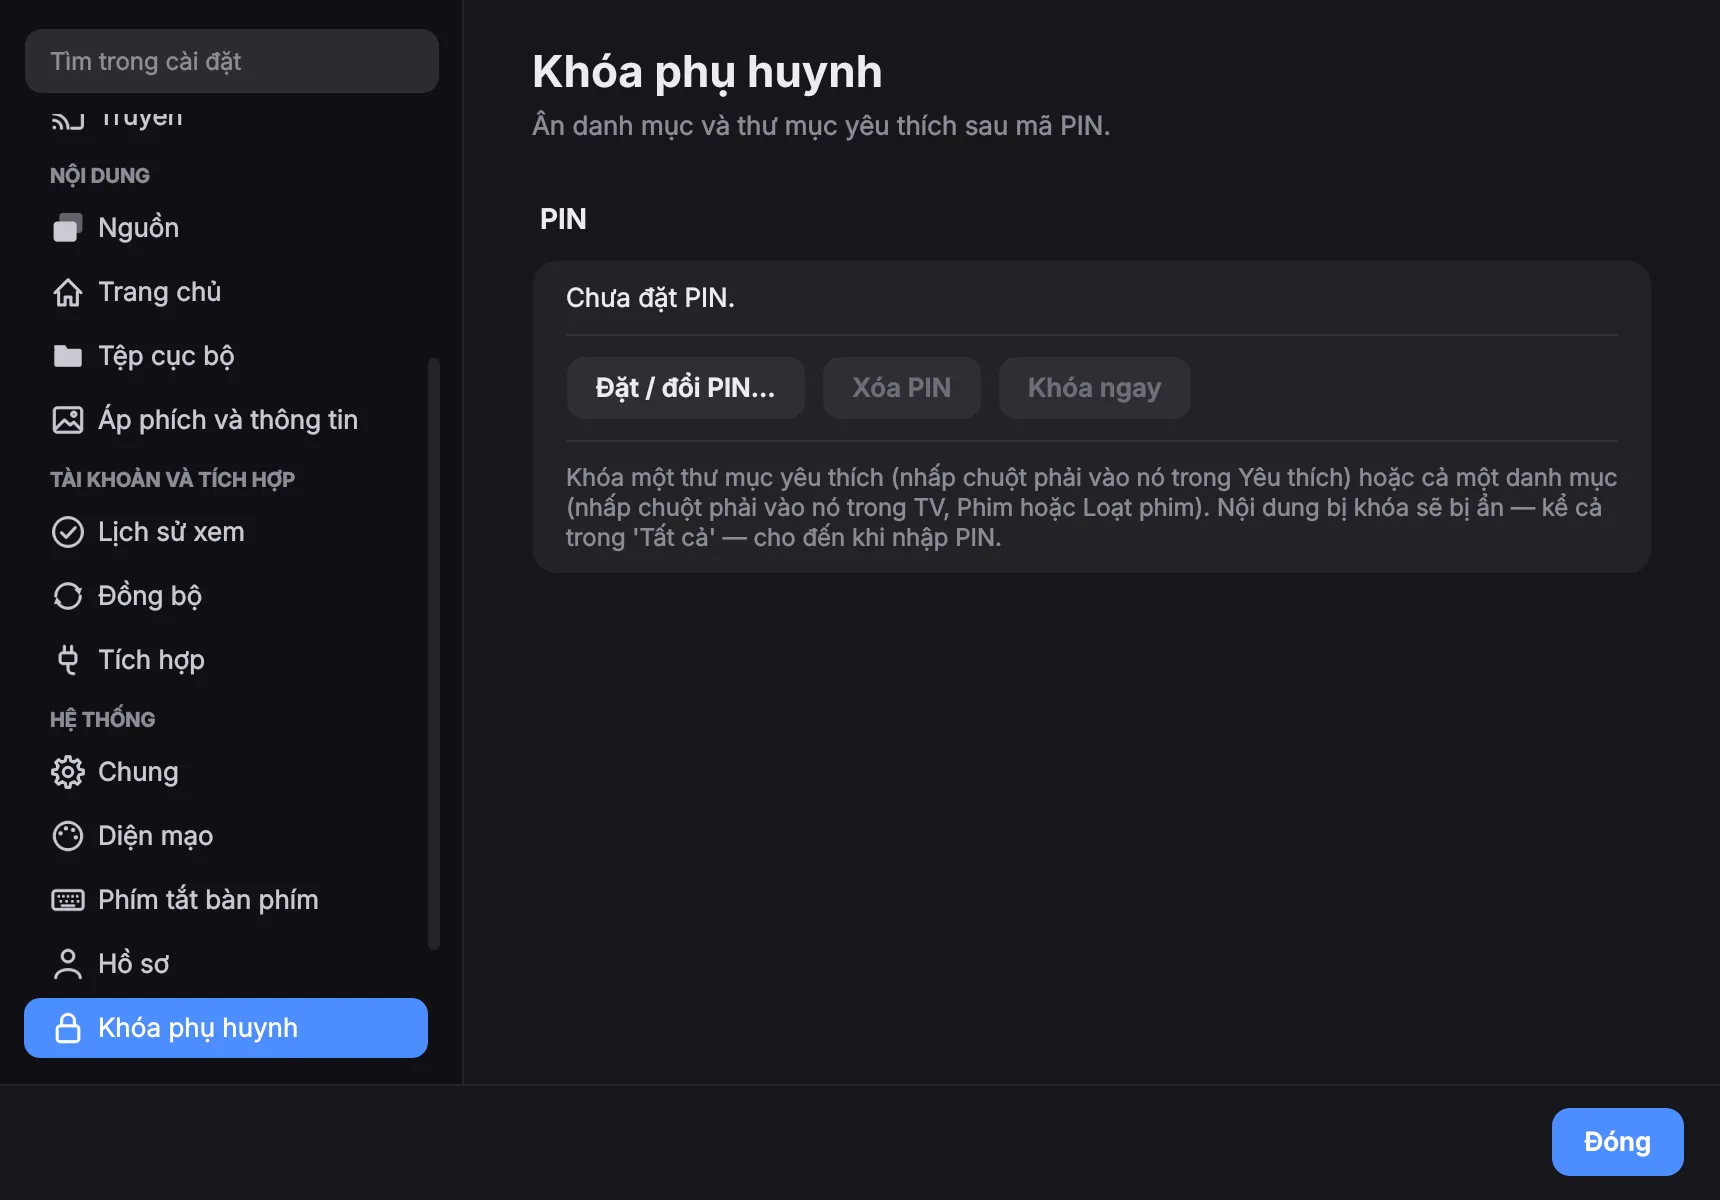 Tìm trong cài đặt
Truyền
NỘI DUNG
Nguồn
Trang chủ
Tệp cục bộ
Áp phích và thông tin
TÀI KHOẢN VÀ TÍCH HỢP
Lịch sử xem
Đồng bộ
Tích hợp
HỆ THỐNG
Chung
Diện mạo
Phím tắt bàn phím
Hồ sơ
Khóa phụ huynh
Khóa phụ huynh
Ẩn danh mục và thư mục yêu thích sau mã PIN.
PIN
Chưa đặt PIN.
Đặt / đổi PIN...
Xóa PIN
Khóa ngay
Khóa một thư mục yêu thích (nhấp chuột phải vào nó trong Yêu thích) hoặc cả một danh mục
(nhấp chuột phải vào nó trong TV, Phim hoặc Loạt phim). Nội dung bị khóa sẽ bị ẩn — kể cả
trong 'Tất cả' — cho đến khi nhập PIN.
Đóng